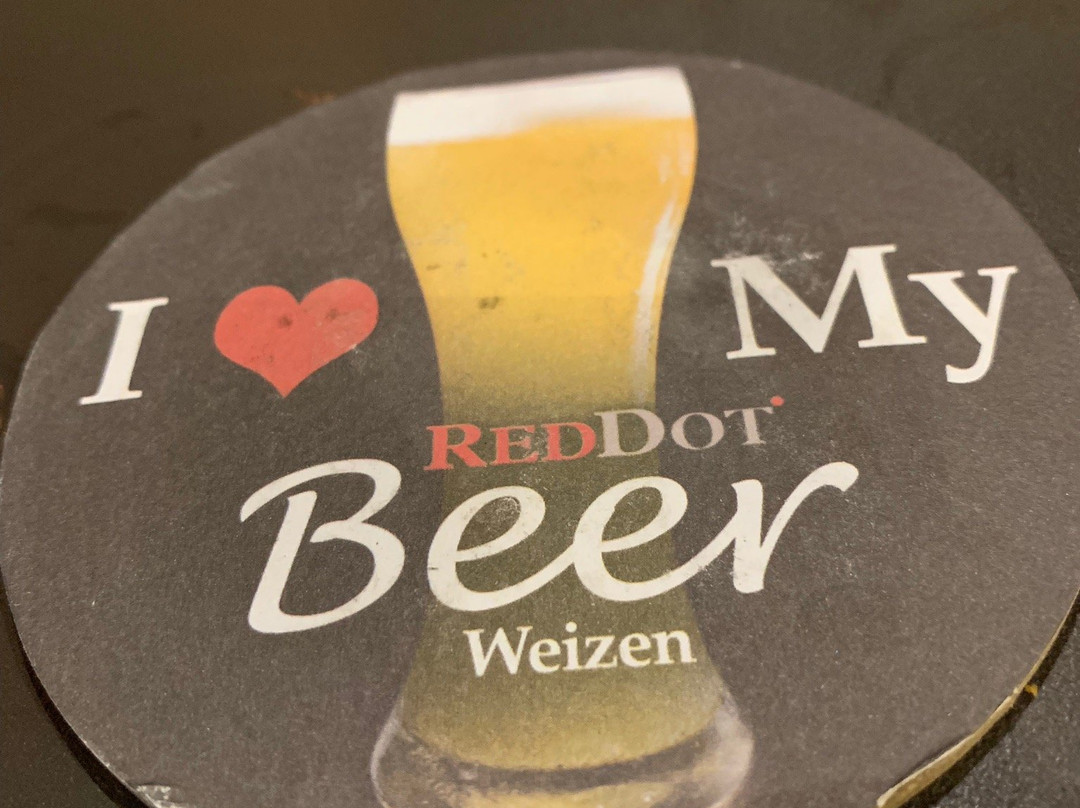 I ❤ My
REDDOT
Beer
Weizen